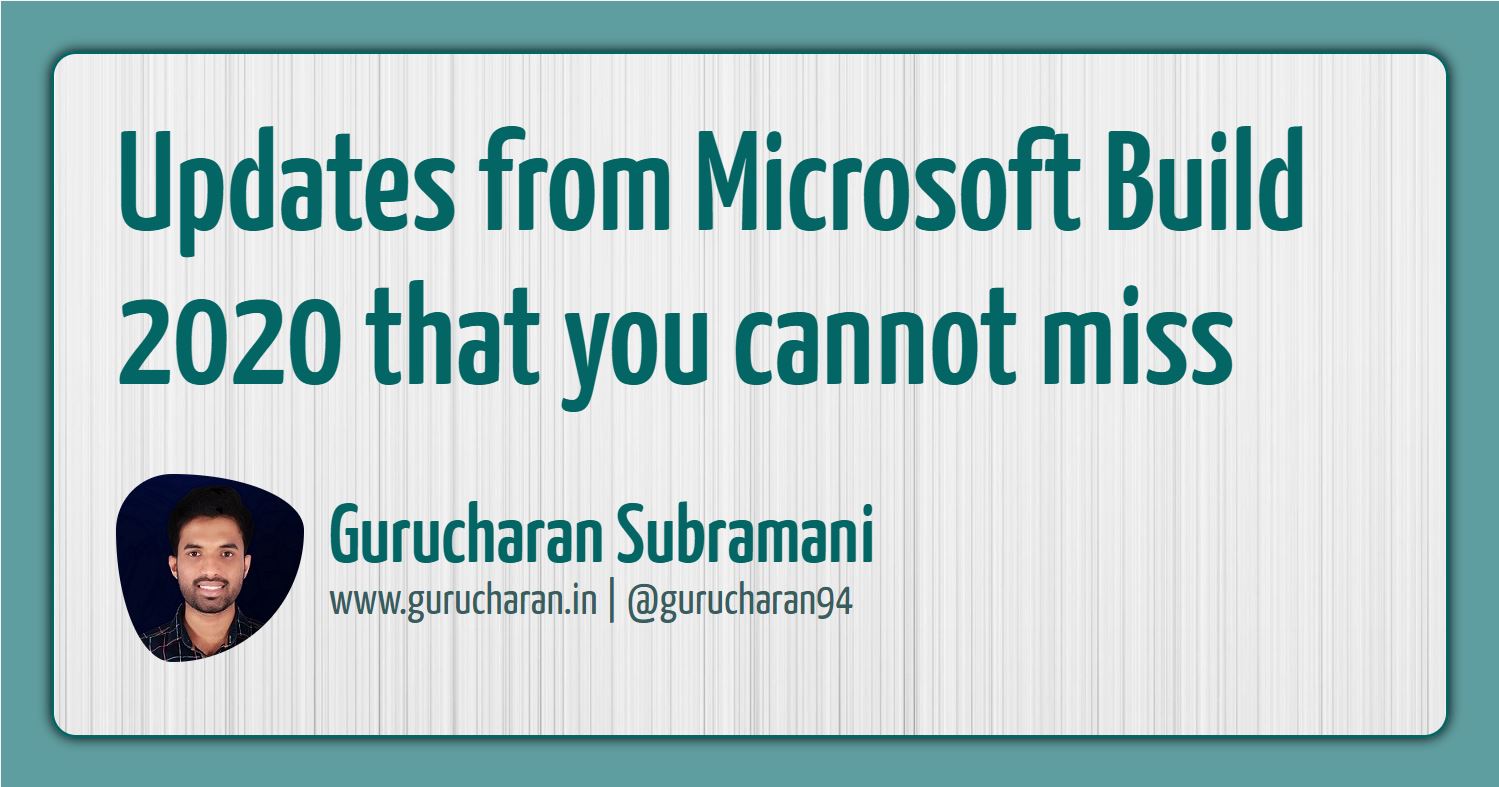 Updates from Microsoft Build
2020 that you cannot miss
Gurucharan Subramani
www.gurucharan.in | @gurucharan94